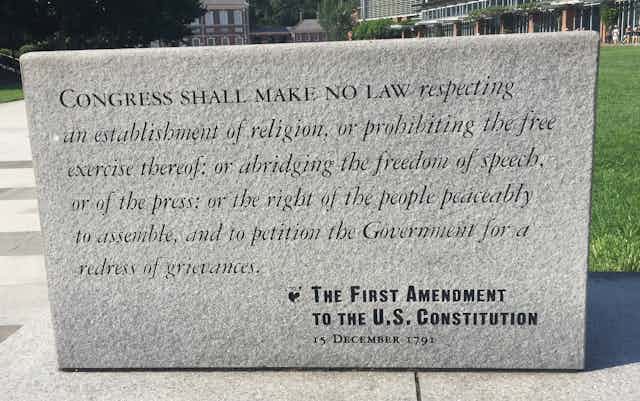 CONGRESS SHALL MAKE NO LAW respecting
an establishment of religion, or prohibiting the free
exercise thereof; or abridging the freedom of speech,
or of the press; or the right of the people peaceably
to assemble, and to petition the Government for a
redress of grievances.
THE FIRST AMENDMENT
TO THE U.S. CONSTITUTION
15 DECEMBER 1791